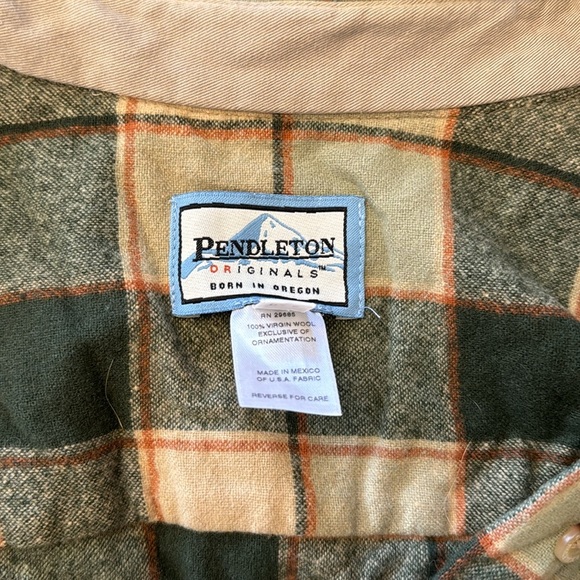 PENDLETON
ORIGINALS™
BORN IN OREGON
RN 29685
100% VIRGIN WOOL
EXCLUSIVE OF
ORNAMENTATION
MADE IN MEXICO
OF U.S.A. FABRIC
REVERSE FOR CARE